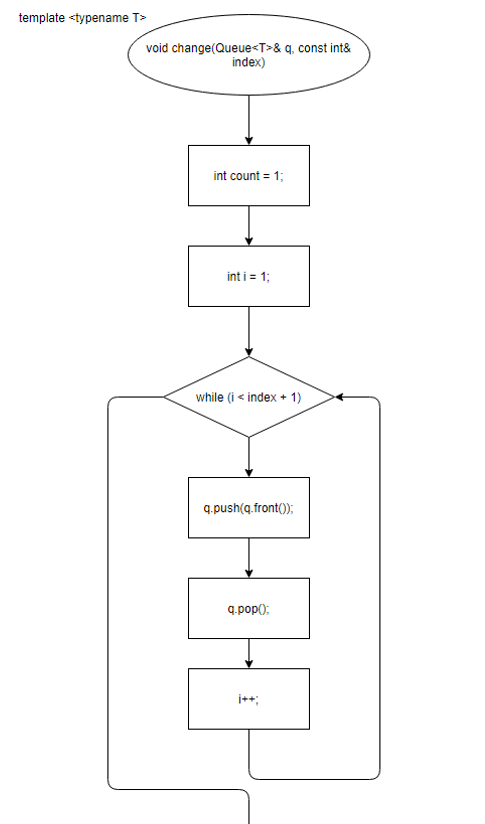 template <typename T>
void change(Queue<T>& q, const int&
index)
int count = 1;
int i = 1;
while (i < index + 1)
q.push(q.front());
q.pop();
i++;